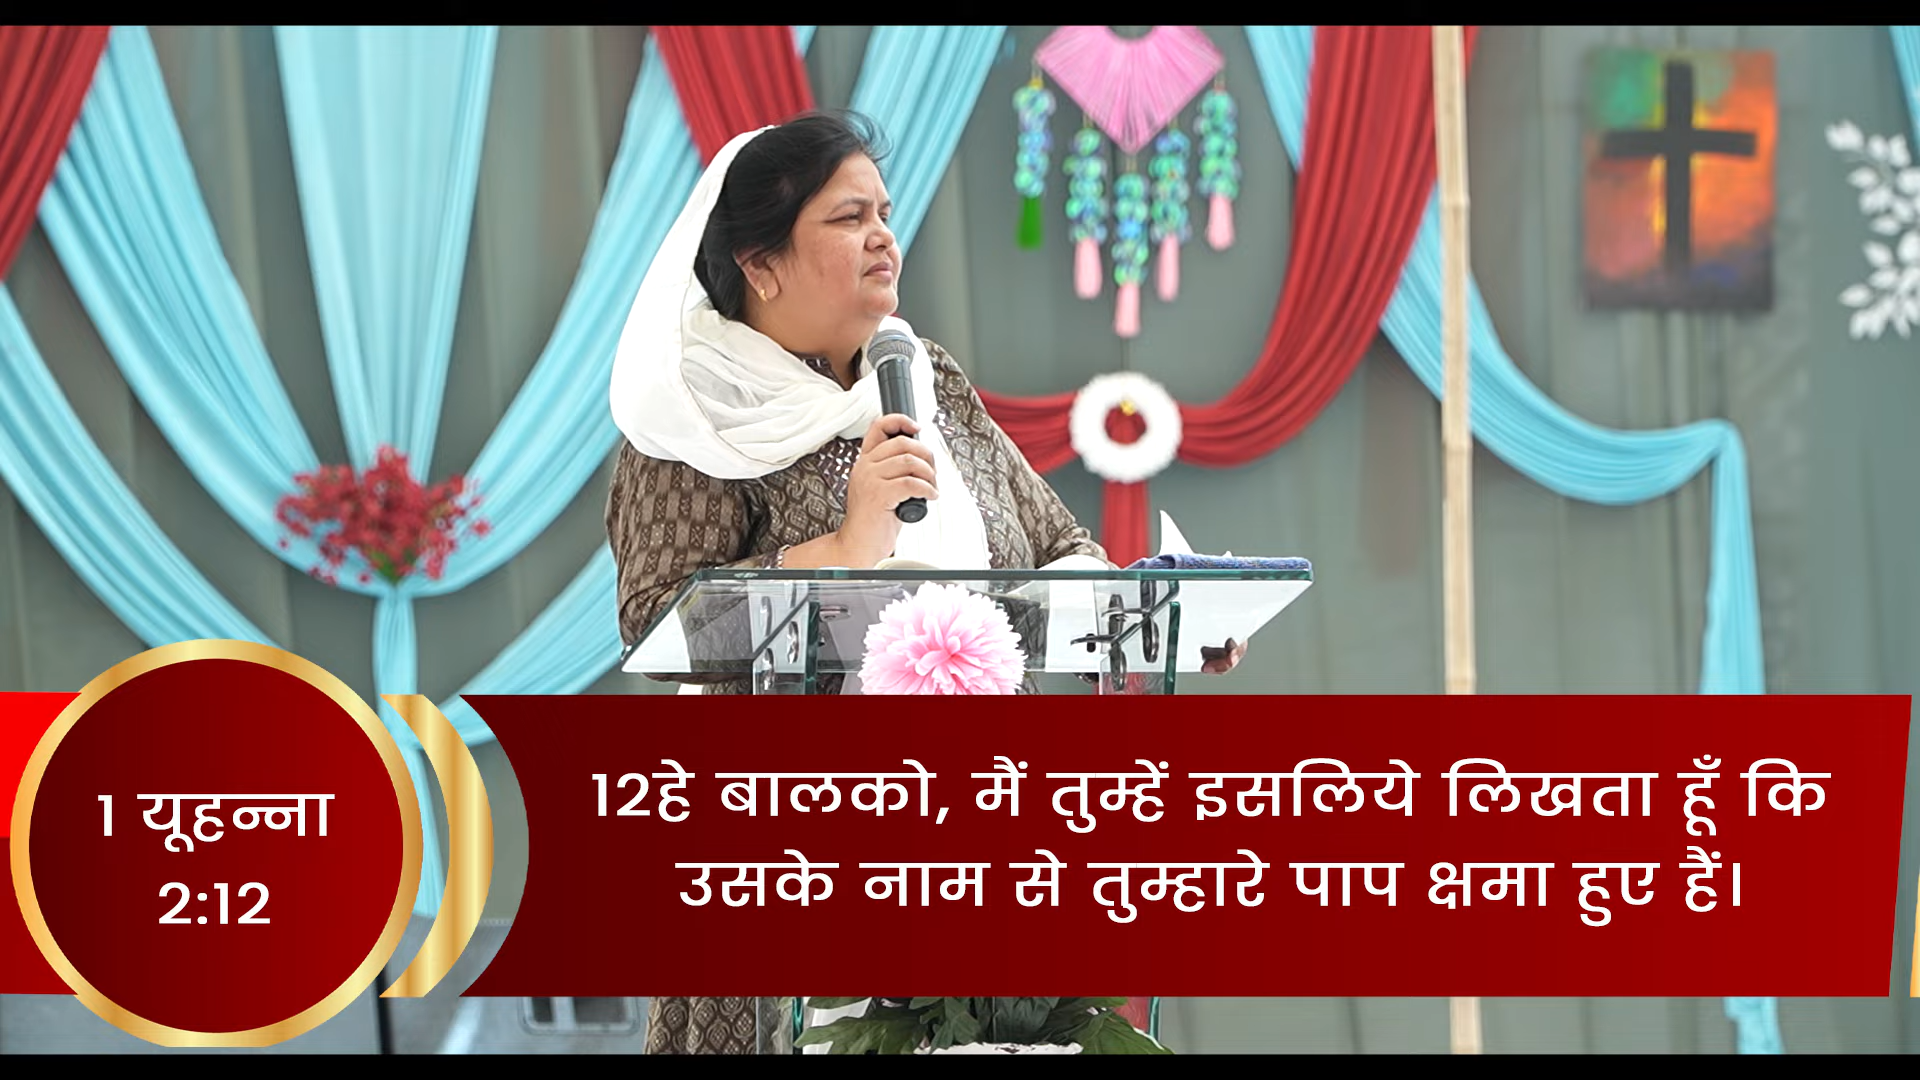 1 यूहन्ना
2:12
12हे बालको, मैं तुम्हें इसलिये लिखता हूँ कि
उसके नाम से तुम्हारे पाप क्षमा हुए हैं।